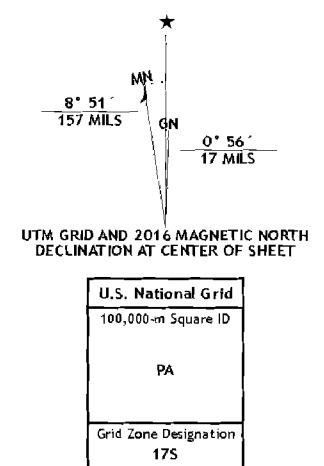 ★
MN
8° 51´
157 MILS
GN
0° 56´
17 MILS
UTM GRID AND 2016 MAGNETIC NORTH
DECLINATION AT CENTER OF SHEET
U.S. National Grid
100,000-m Square ID
PA
Grid Zone Designation
17S